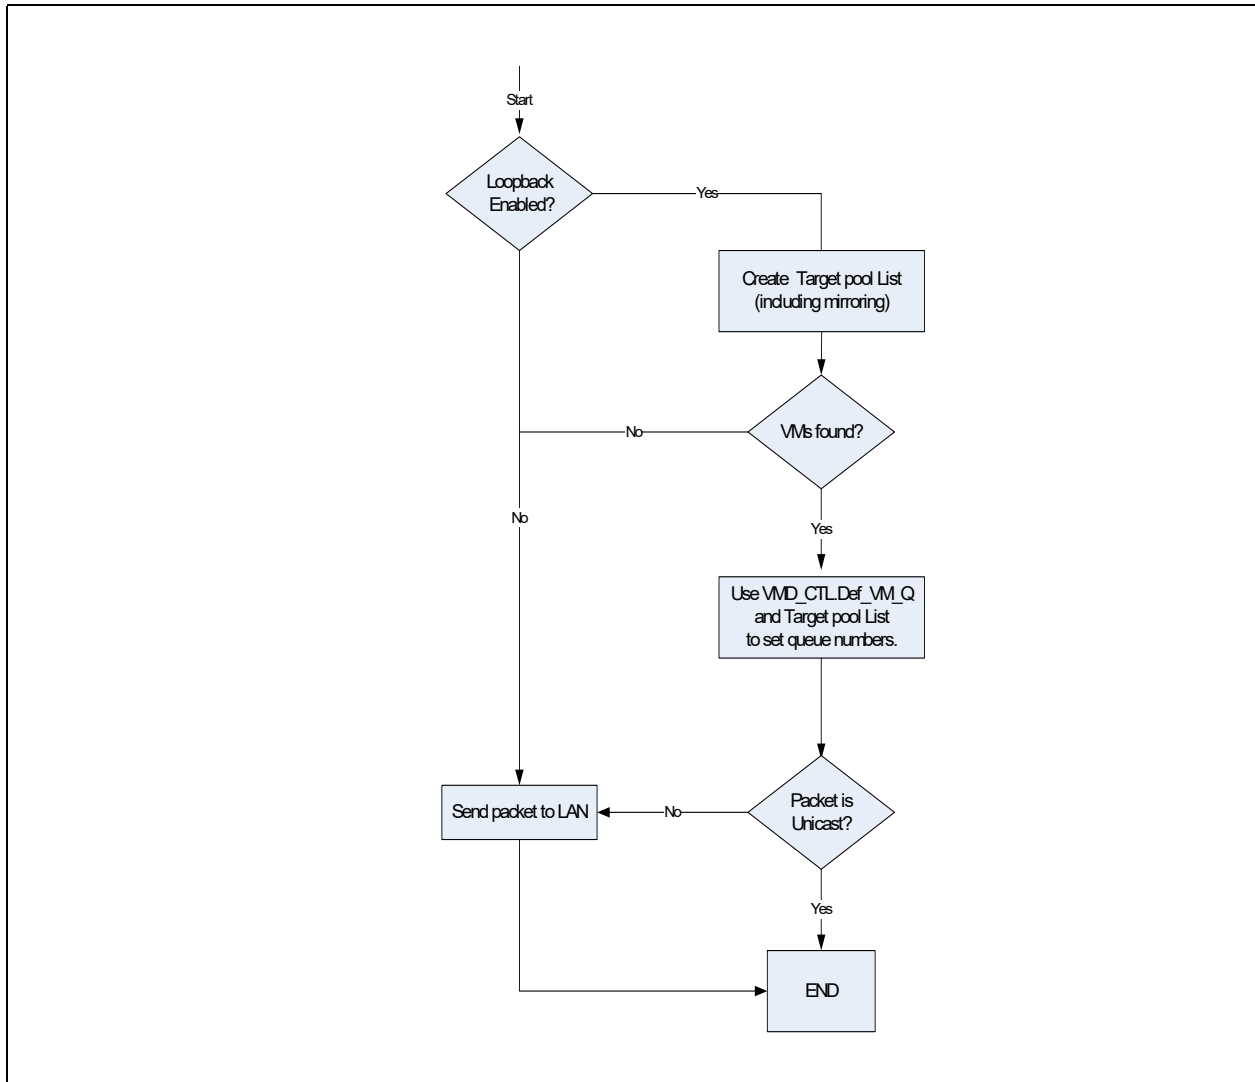 Start
Loopback
Enabled?
Yes
Create Target pool List
(including mirroring)
VMs found?
No
No
Yes
Use VMD_CTL.Def_VM_Q
and Target pool List
to set queue numbers.
Send packet to LAN
No
Packet is
Unicast?
Yes
END